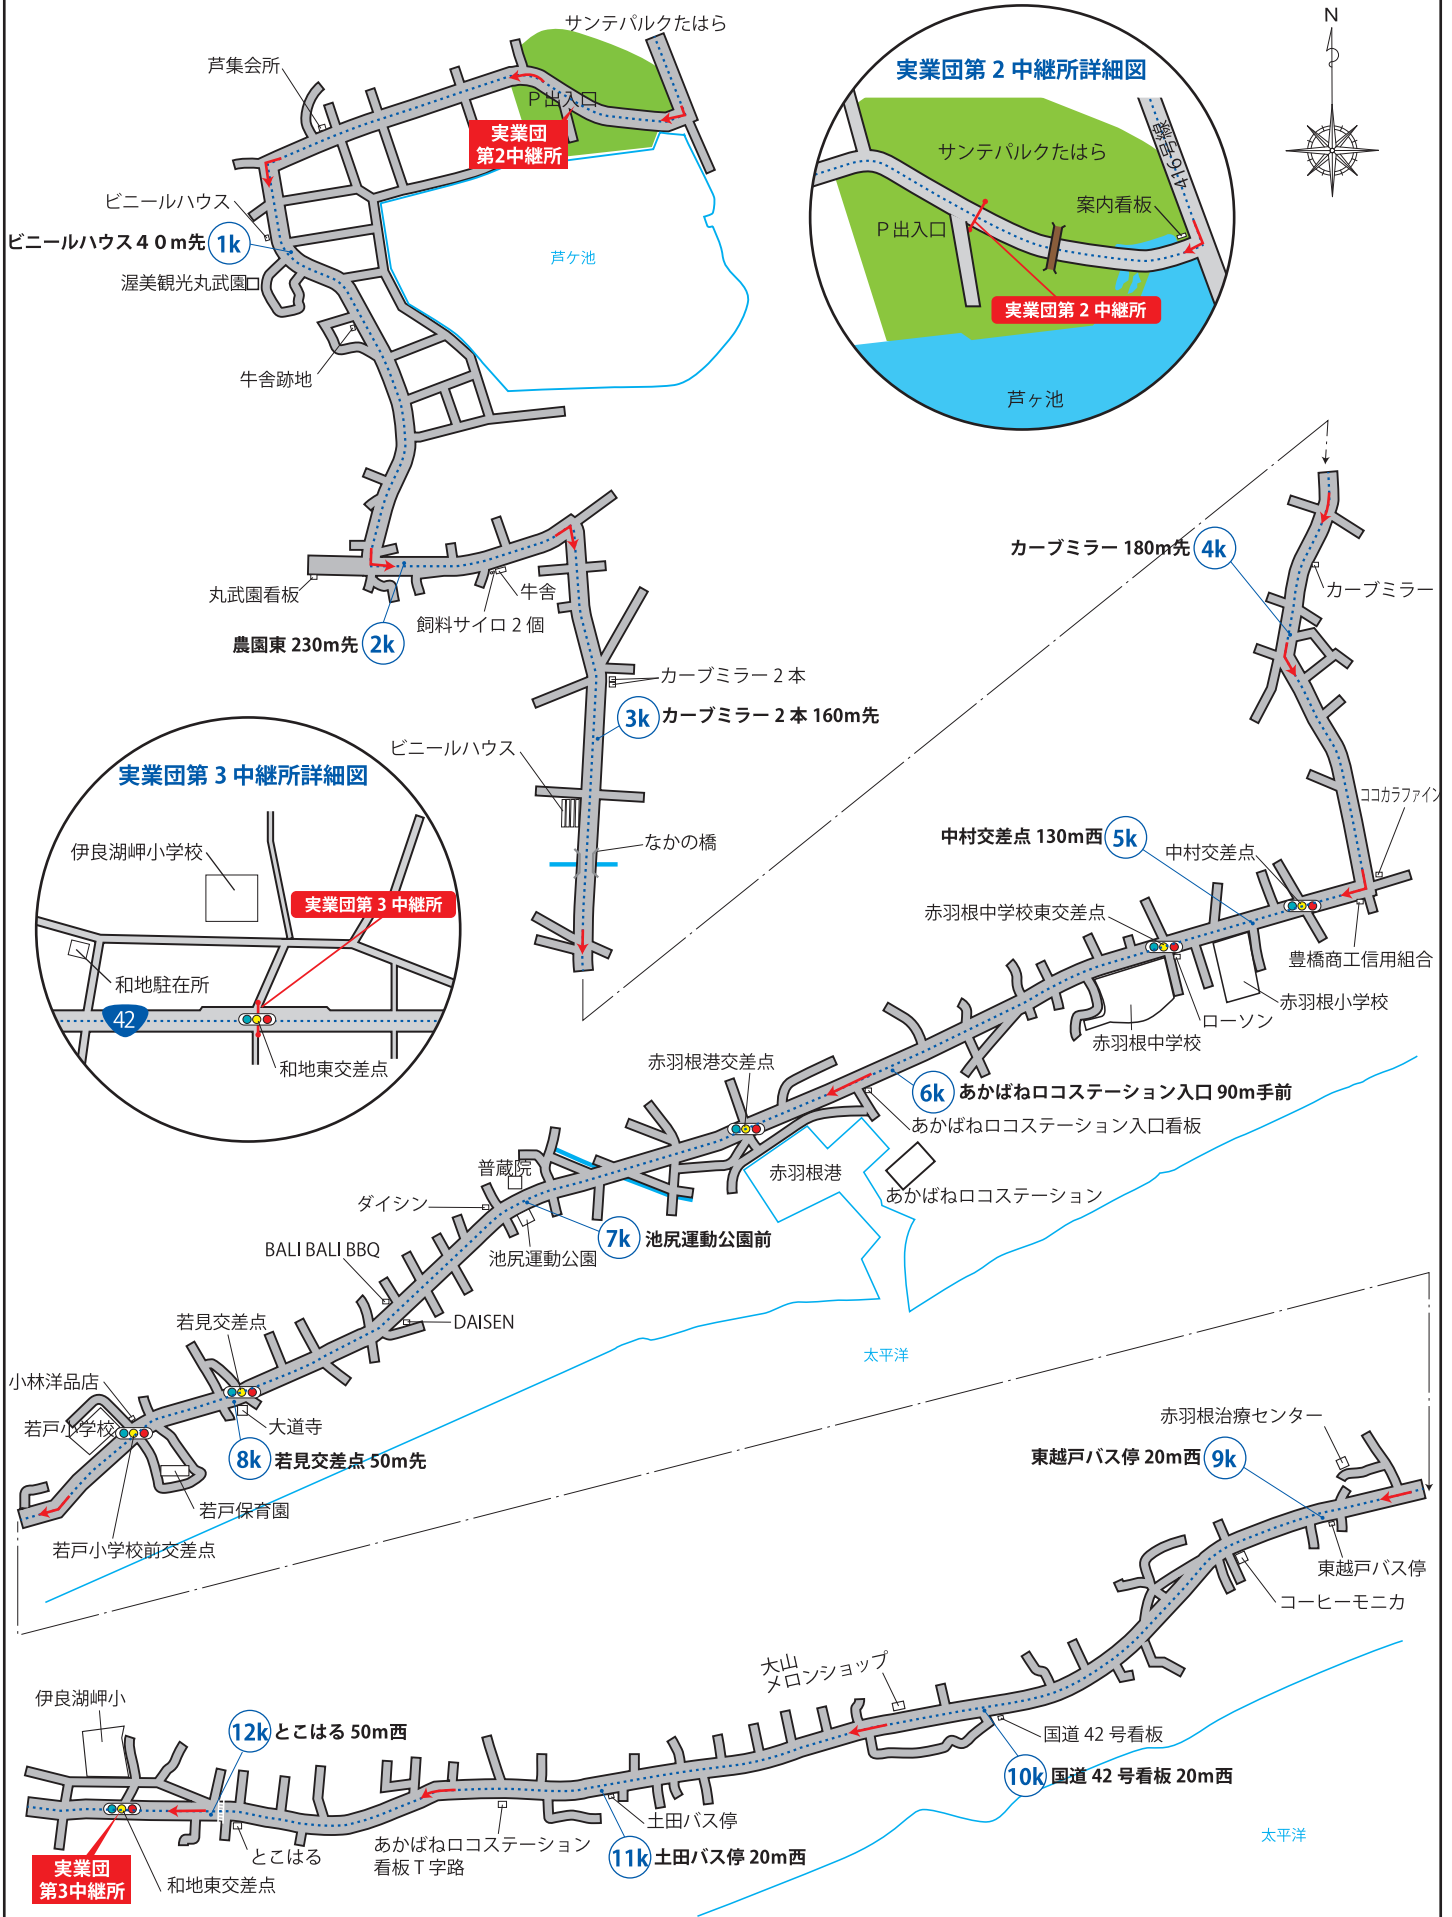 サンテパルクたはら
芦集会所
P出入口
実業団
第2中継所
ビニールハウス
ビニールハウス40m先
1k
芦ケ池
渥美観光丸武園
牛舎跡地
実業団第2中継所詳細図
サンテパルクたはら
416号線
案内看板
P出入口
実業団第2中継所
芦ヶ池
N
丸武園看板
牛舎
飼料サイロ2個
農園東 230m先
2k
カーブミラー2本
3k
カーブミラー2本 160m先
ビニールハウス
なかの橋
カーブミラー 180m先
4k
カーブミラー
ココカラファイン
中村交差点 130m西
5k
中村交差点
赤羽根中学校東交差点
豊橋商工信用組合
赤羽根小学校
ローソン
赤羽根中学校
実業団第3中継所詳細図
伊良湖岬小学校
実業団第3中継所
和地駐在所
42
和地東交差点
赤羽根港交差点
6k
あかばねロコステーション入口 90m手前
あかばねロコステーション入口看板
赤羽根港
あかばねロコステーション
普蔵院
ダイシン
7k
池尻運動公園前
池尻運動公園
BALI BALI BBQ
DAISEN
若見交差点
太平洋
小林洋品店
若戸小学校
大道寺
8k
若見交差点 50m先
若戸保育園
若戸小学校前交差点
赤羽根治療センター
東越戸バス停 20m西
9k
東越戸バス停
コーヒーモニカ
大山
メロンショップ
国道42号看板
10k
国道42号看板 20m西
太平洋
伊良湖岬小
12k
とこはる 50m西
土田バス停
11k
土田バス停 20m西
あかばねロコステーション
看板T字路
とこはる
和地東交差点
実業団
第3中継所